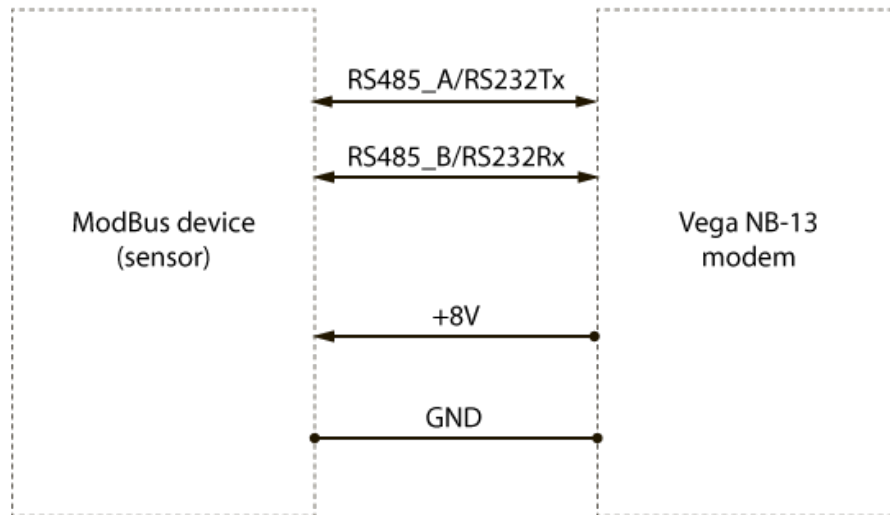 RS485_A/RS232Tx
RS485_B/RS232Rx
ModBus device
(sensor)
Vega NB-13
modem
+8V
GND